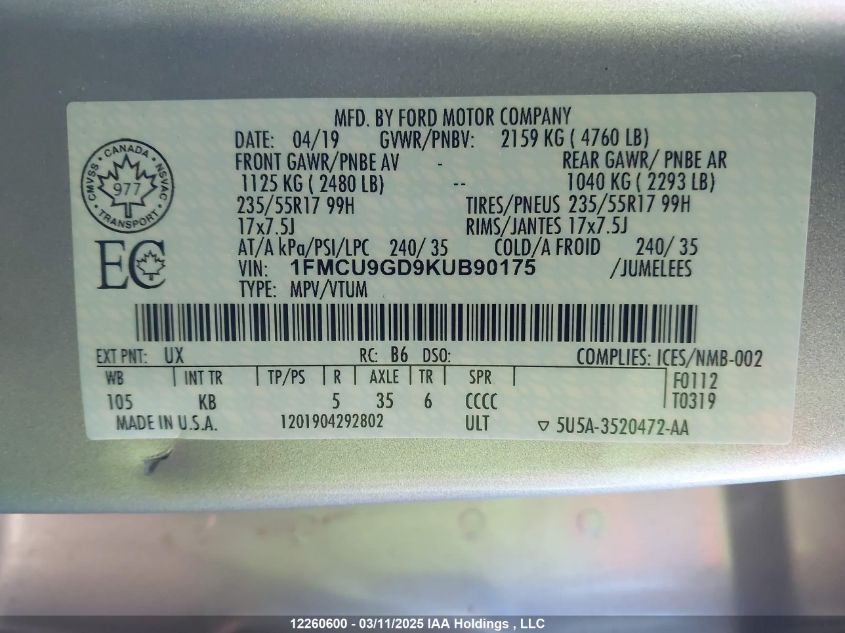 MFD. BY FORD MOTOR COMPANY
DATE: 04/19 GVWR/PNBV: 2159 KG ( 4760 LB)
FRONT GAWR/PNBE AV - REAR GAWR/ PNBE AR
1125 KG ( 2480 LB) -- 1040 KG ( 2293 LB)
235/55R17 99H TIRES/PNEUS 235/55R17 99H
17x7.5J RIMS/JANTES 17x7.5J
AT/A kPa/PSI/LPC 240/ 35 COLD/A FROID 240/ 35
VIN: 1FMCU9GD9KUB90175 /JUMELEES
TYPE: MPV/VTUM
CMVSS • CANADA • NSVAC
977
• TRANSPORT •
EC
EXT PNT: UX RC: B6 DSO: COMPLIES: ICES/NMB-002
WB INT TR TP/PS R AXLE TR SPR F0112
105 KB 5 35 6 CCCC T0319
MADE IN U.S.A. 1201904292802 ULT ▽ 5U5A-3520472-AA
12260600 - 03/11/2025 IAA Holdings , LLC